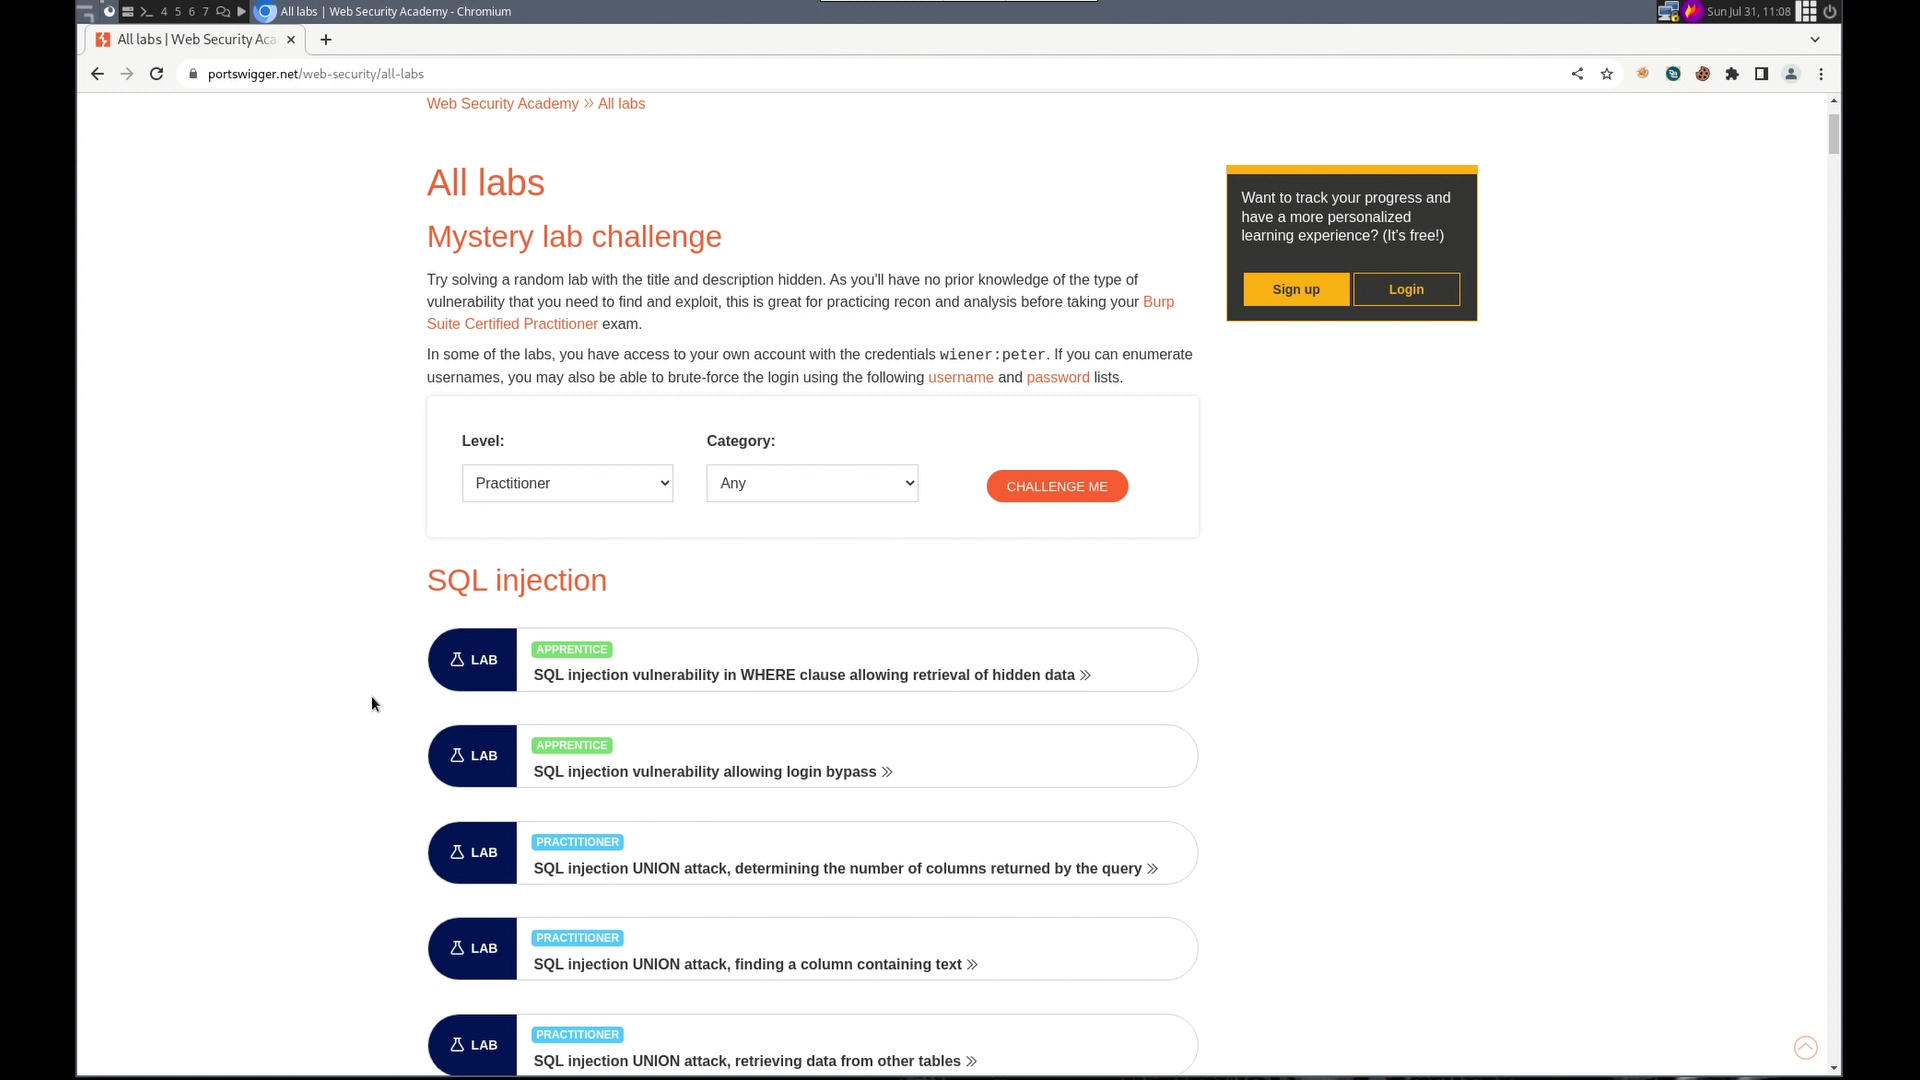 4 5 6 7
All labs | Web Security Academy - Chromium
Sun Jul 31, 11:08
All labs | Web Security Aca
portswigger.net/web-security/all-labs
Web Security Academy » All labs
All labs
Mystery lab challenge
Try solving a random lab with the title and description hidden. As you'll have no prior knowledge of the type of
vulnerability that you need to find and exploit, this is great for practicing recon and analysis before taking your Burp
Suite Certified Practitioner exam.
In some of the labs, you have access to your own account with the credentials wiener:peter. If you can enumerate
usernames, you may also be able to brute-force the login using the following username and password lists.
Want to track your progress and
have a more personalized
learning experience? (It's free!)
Sign up Login
Level: Category:
Practitioner Any CHALLENGE ME
SQL injection
APPRENTICE
LAB
SQL injection vulnerability in WHERE clause allowing retrieval of hidden data »
APPRENTICE
LAB
SQL injection vulnerability allowing login bypass »
PRACTITIONER
LAB
SQL injection UNION attack, determining the number of columns returned by the query »
PRACTITIONER
LAB
SQL injection UNION attack, finding a column containing text »
PRACTITIONER
LAB
SQL injection UNION attack, retrieving data from other tables »